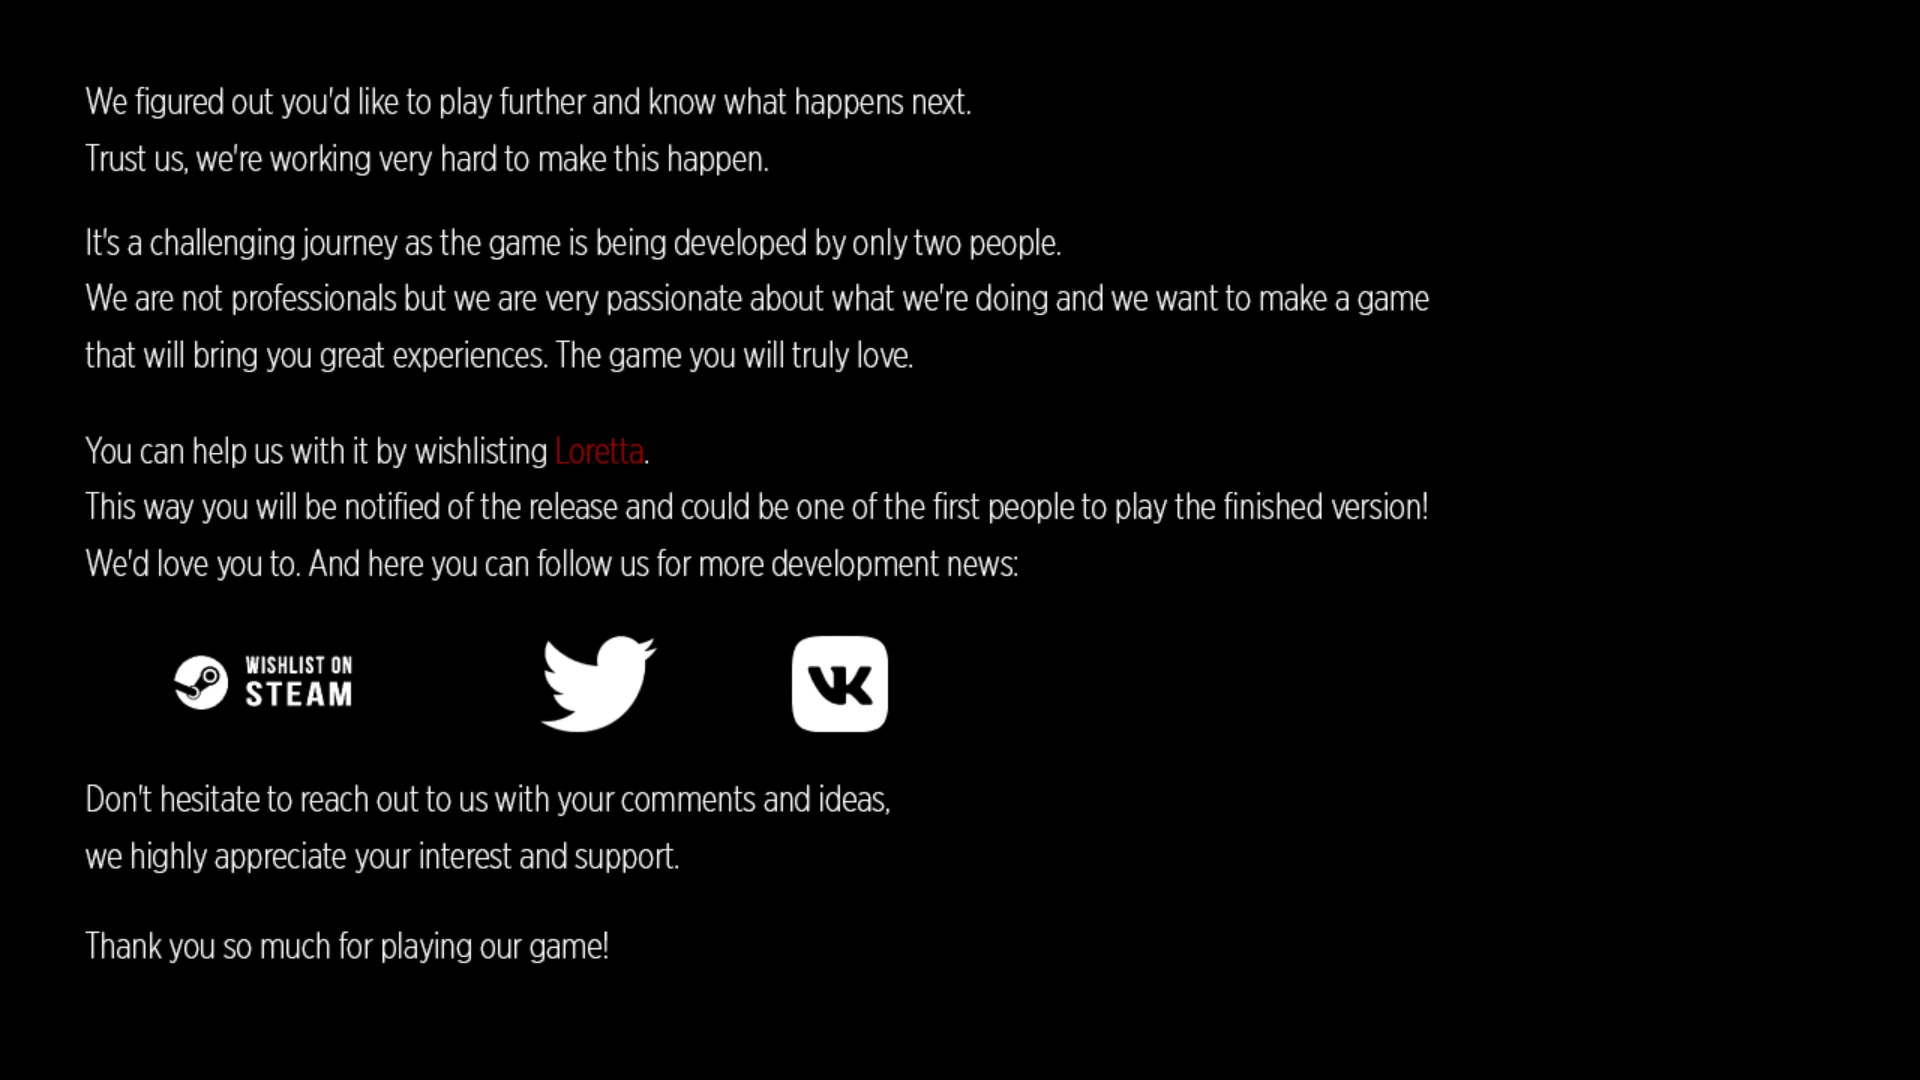 We figured out you'd like to play further and know what happens next.
Trust us, we're working very hard to make this happen.
It's a challenging journey as the game is being developed by only two people.
We are not professionals but we are very passionate about what we're doing and we want to make a game
that will bring you great experiences. The game you will truly love.
You can help us with it by wishlisting Loretta.
This way you will be notified of the release and could be one of the first people to play the finished version!
We'd love you to. And here you can follow us for more development news:
WISHLIST ON
STEAM
VK
Don't hesitate to reach out to us with your comments and ideas,
we highly appreciate your interest and support.
Thank you so much for playing our game!